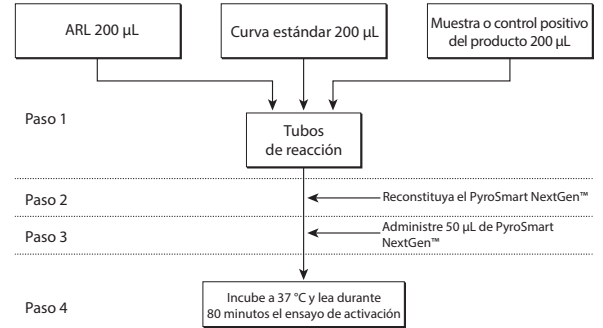 ARL 200 µL
Curva estándar 200 µL
Muestra o control positivo
del producto 200 µL
Paso 1
Tubos
de reacción
Paso 2
Reconstituya el PyroSmart NextGen™
Paso 3
Administre 50 µL de PyroSmart
NextGen™
Paso 4
Incube a 37 °C y lea durante
80 minutos el ensayo de activación